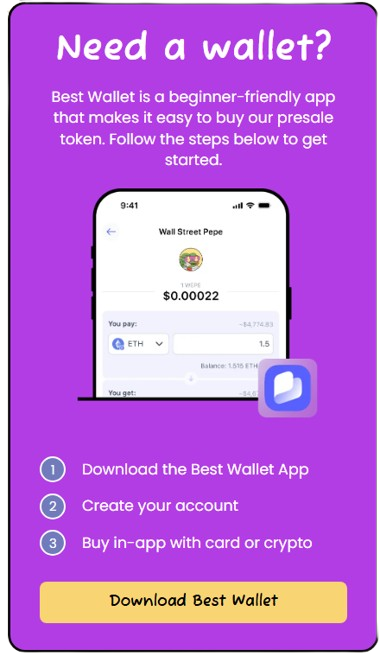 Need a wallet?
Best Wallet is a beginner-friendly app
that makes it easy to buy our presale
token. Follow the steps below to get
started.
9:41
Wall Street Pepe
1 WEPE
$0.00022
You pay:
~$4,774.83
ETH
1.5
Balance: 1.515 ETH
You get:
1
Download the Best Wallet App
2
Create your account
3
Buy in-app with card or crypto
Download Best Wallet